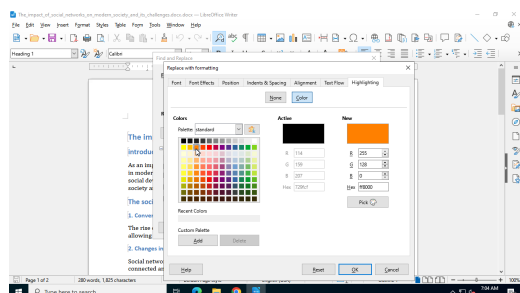 The_impact_of_social_networks_on_modern_society_and_its_challenges.docx.docx — LibreOffice Writer
File Edit View Insert Format Styles Table Form Tools Window Help
Heading 1
Calibri
Find and Replace
Replace with formatting
Font Font Effects Position Indents & Spacing Alignment Text Flow Highlighting
None Color
Colors Active New
Palette: standard
R 114 R 255
G 159 G 128
B 207 B 0
Hex 729fcf Hex ff8000
Pick
Recent Colors
Custom Palette
Add Delete
Help Reset OK Cancel
The im
introdu
As an im
in moder
social de
society a
The soci
1. Conver
The rise
allowing
2. Changes in
Social netwo
connected a
Page 1 of 2 280 words, 1,825 characters 100%
Type here to search 7:04 AM